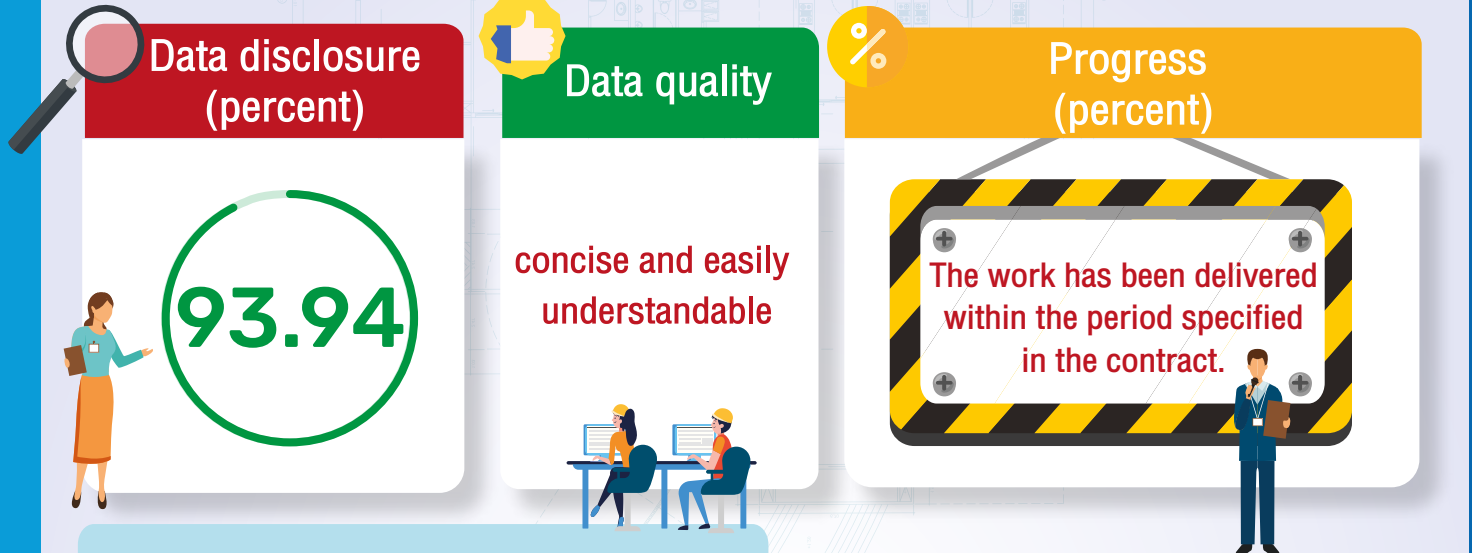 Data disclosure
(percent)
93.94
Data quality
concise and easily
understandable
%
Progress
(percent)
The work has been delivered
within the period specified
in the contract.